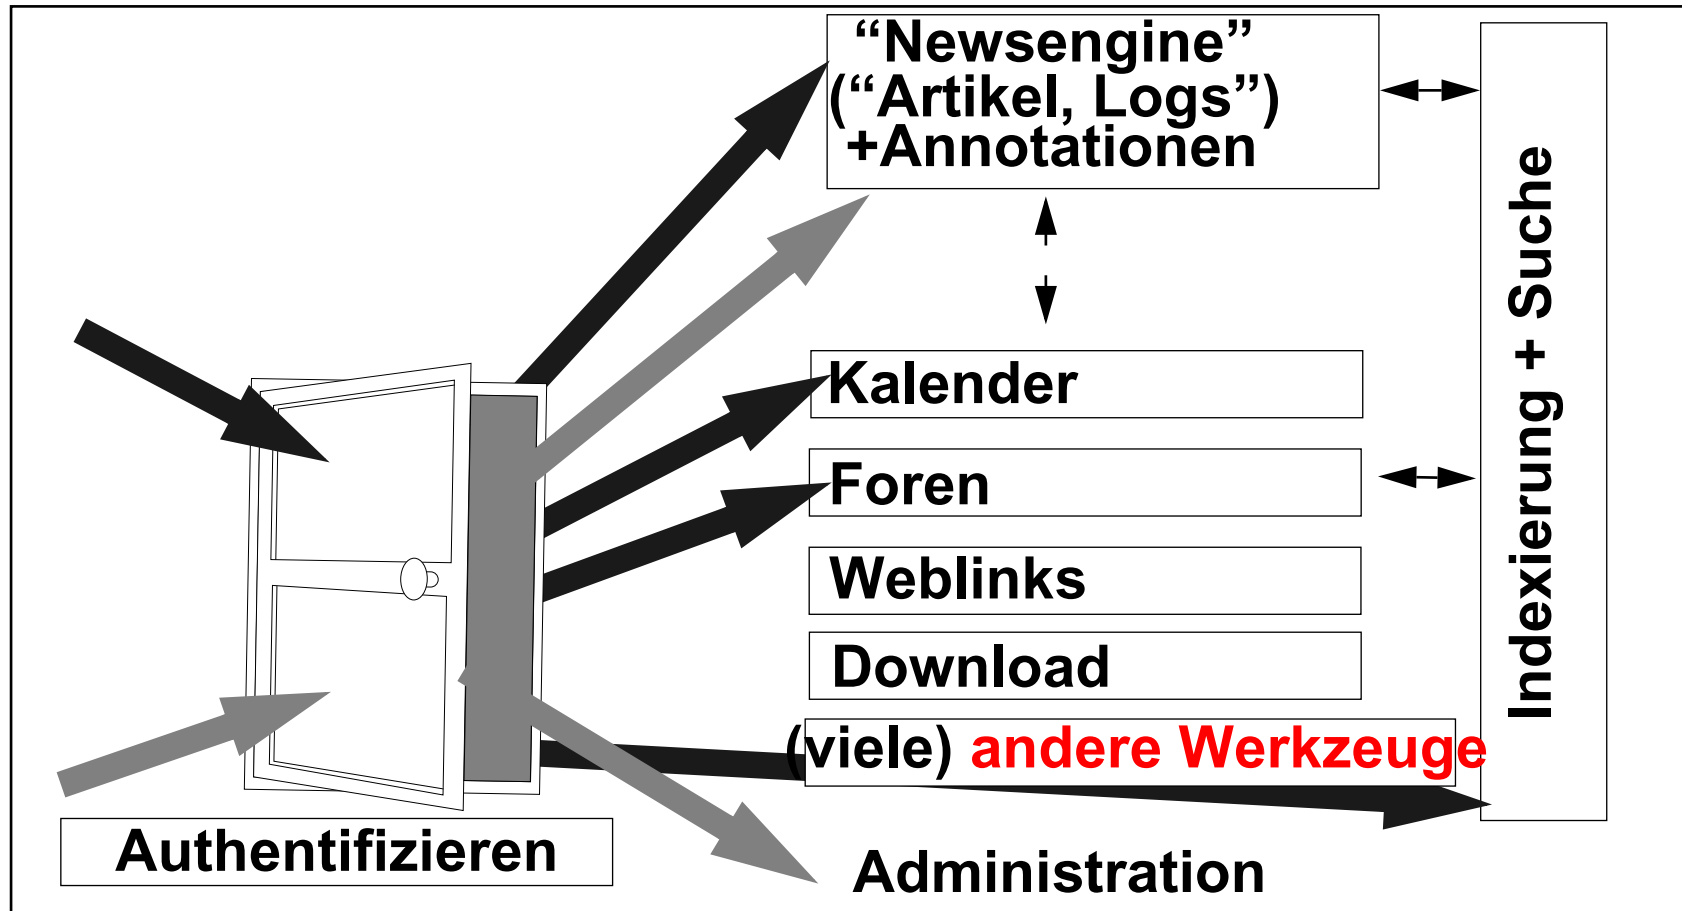 “Newsengine”
(“Artikel, Logs”)
+Annotationen
Kalender
Foren
Weblinks
Download
(viele) andere Werkzeuge
Indexierung + Suche
Authentifizieren
Administration